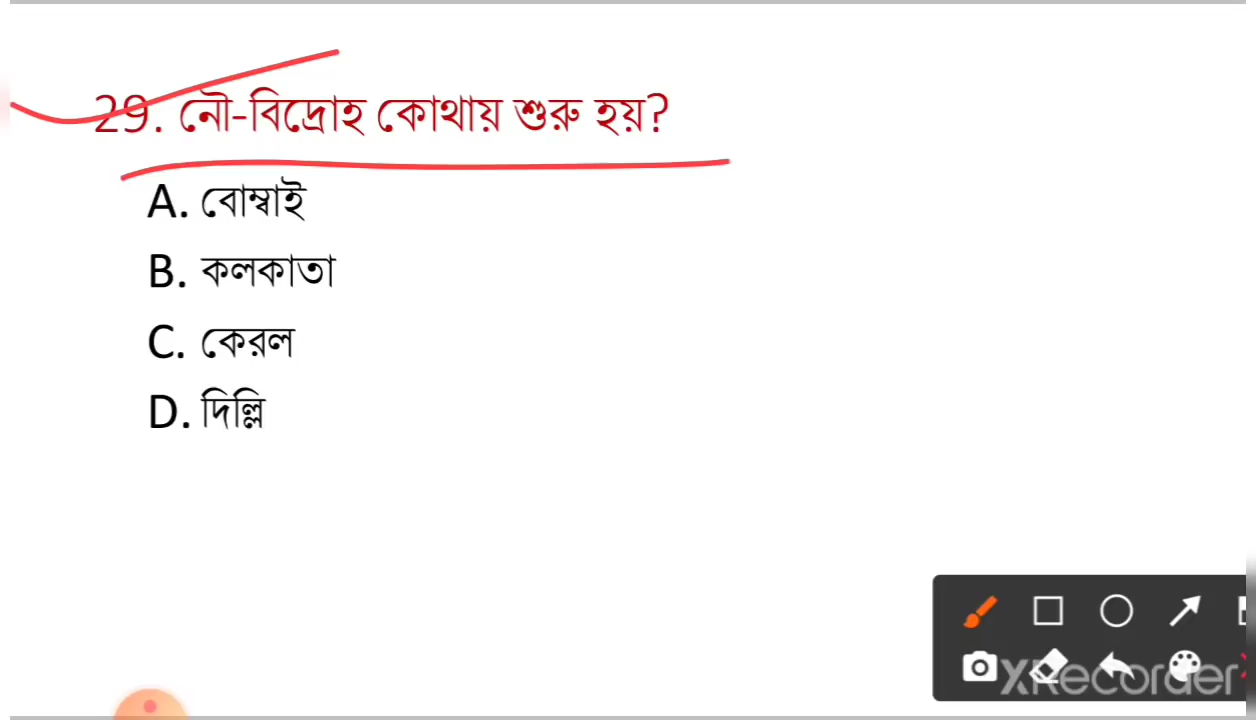 29. নৌ-বিদ্রোহ কোথায় শুরু হয়?
A. বোম্বাই
B. কলকাতা
C. কেরল
D. দিল্লি
XRecorder